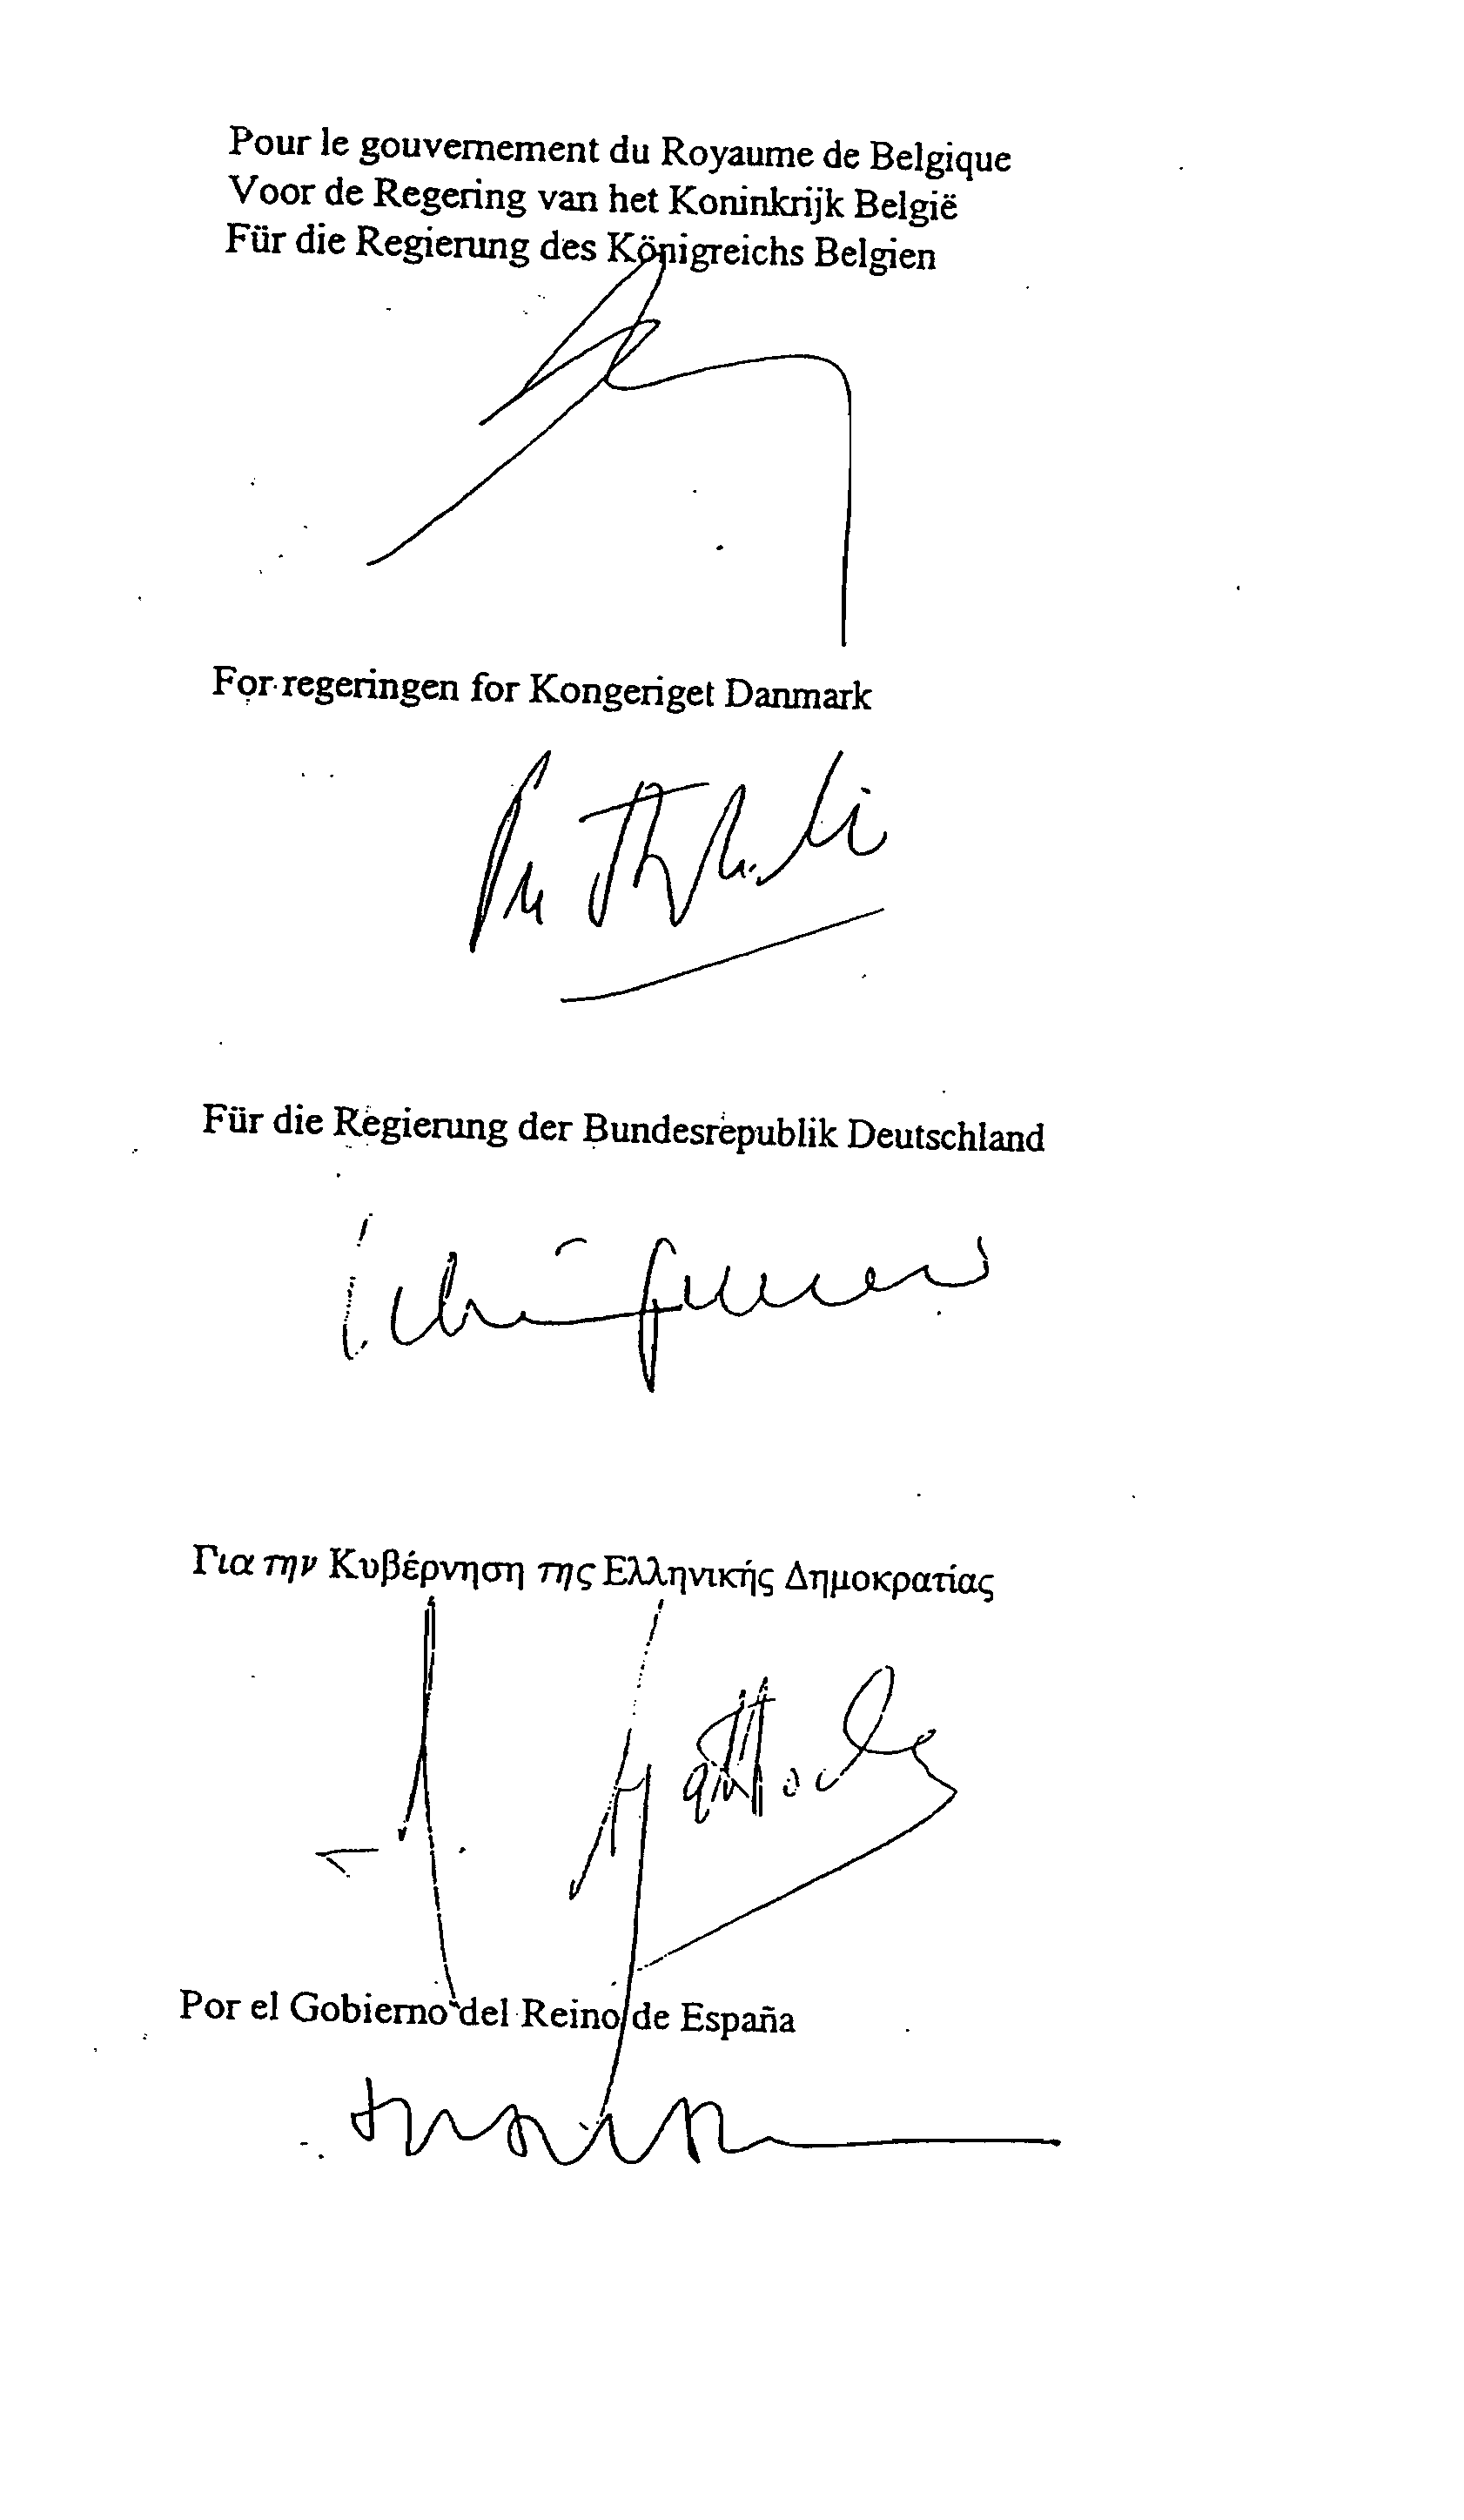 Pour le gouvernement du Royaume de Belgique
Voor de Regering van het Koninkrijk België
Für die Regierung des Königreichs Belgien
For regeringen for Kongeriget Danmark
Für die Regierung der Bundesrepublik Deutschland
Για την Κυβέρνηση της Ελληνικής Δημοκρατίας
Por el Gobierno del Reino de España